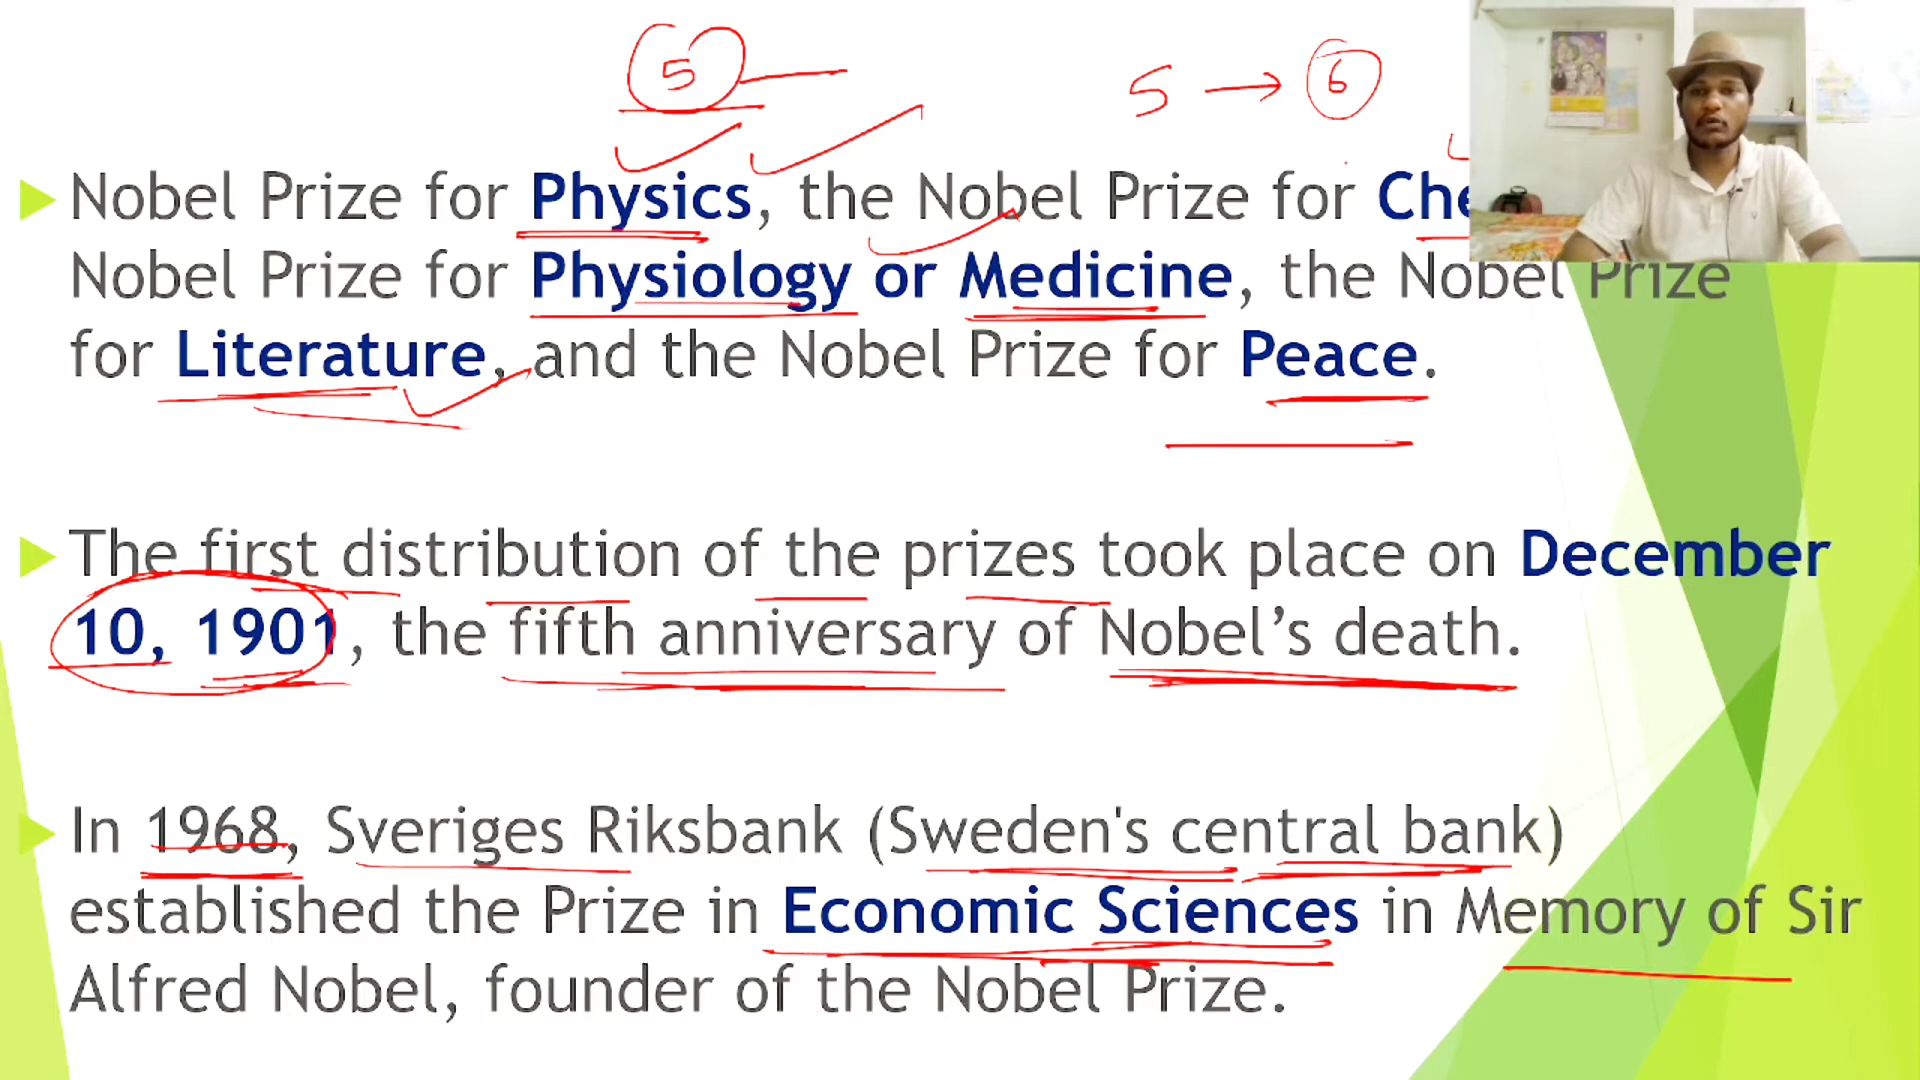 5 5 → 6
Nobel Prize for Physics, the Nobel Prize for Che
Nobel Prize for Physiology or Medicine, the Nobel Prize
for Literature, and the Nobel Prize for Peace.
The first distribution of the prizes took place on December
10, 1901, the fifth anniversary of Nobel’s death.
In 1968, Sveriges Riksbank (Sweden's central bank)
established the Prize in Economic Sciences in Memory of Sir
Alfred Nobel, founder of the Nobel Prize.